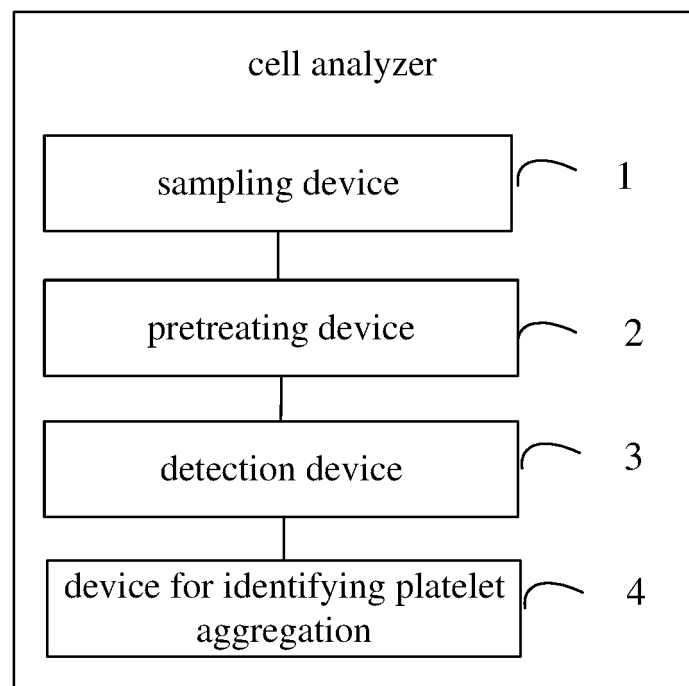 cell analyzer
sampling device
1
pretreating device
2
detection device
3
device for identifying platelet
aggregation
4